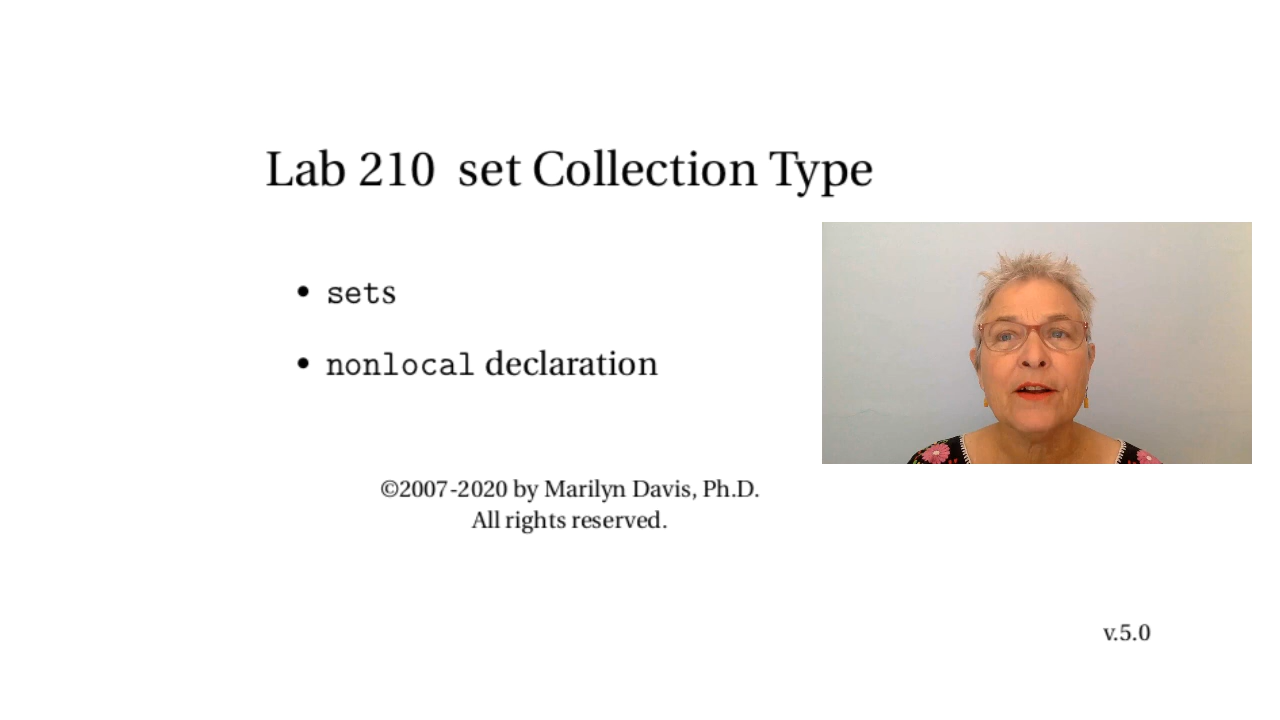 Lab 210 set Collection Type
• sets
• nonlocal declaration
©2007-2020 by Marilyn Davis, Ph.D.
All rights reserved.
v.5.0